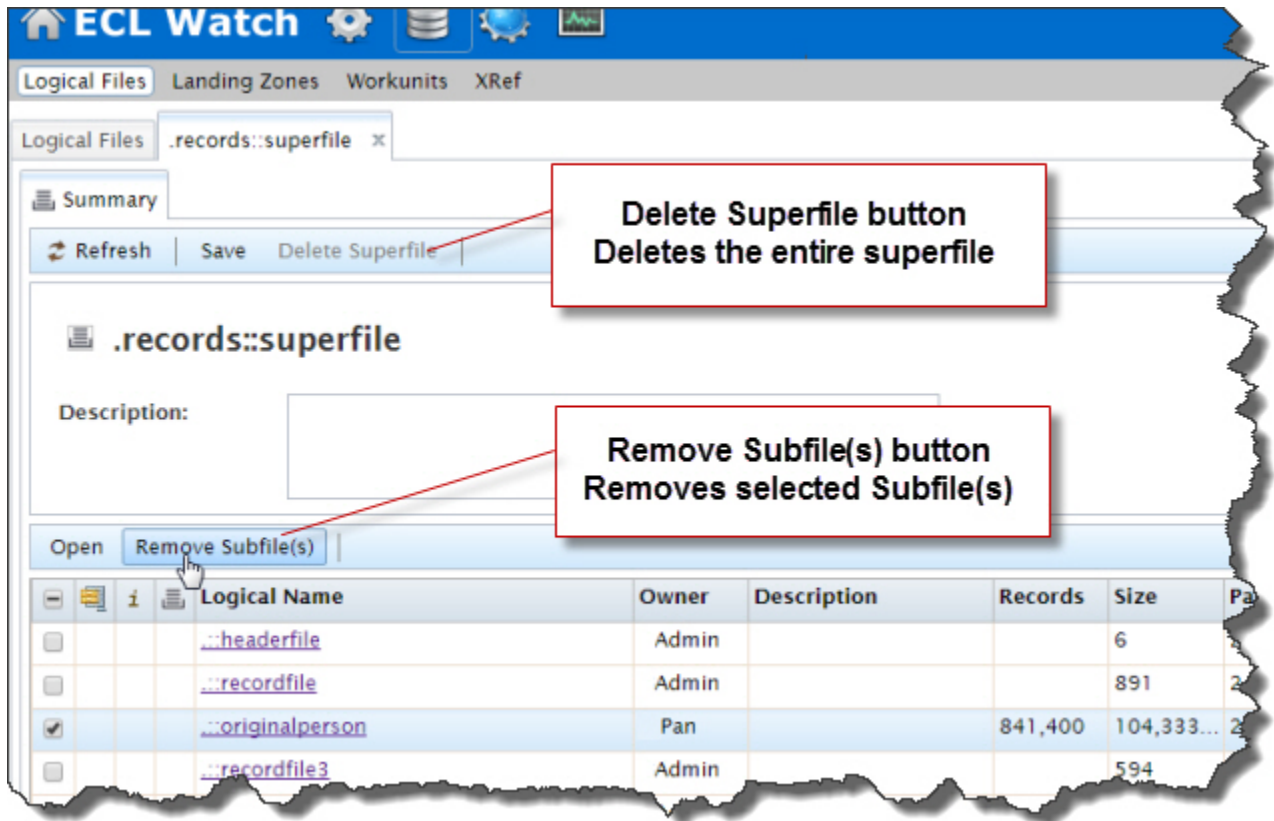 ECL Watch
Logical Files Landing Zones Workunits XRef
Logical Files .records::superfile x
Summary
Refresh Save Delete Superfile
Delete Superfile button
Deletes the entire superfile
.records::superfile
Description:
Remove Subfile(s) button
Removes selected Subfile(s)
Open Remove Subfile(s)
i Logical Name Owner Description Records Size
.::headerfile Admin 6
.::recordfile Admin 891
.::originalperson Pan 841,400 104,333...
.::recordfile3 Admin 594